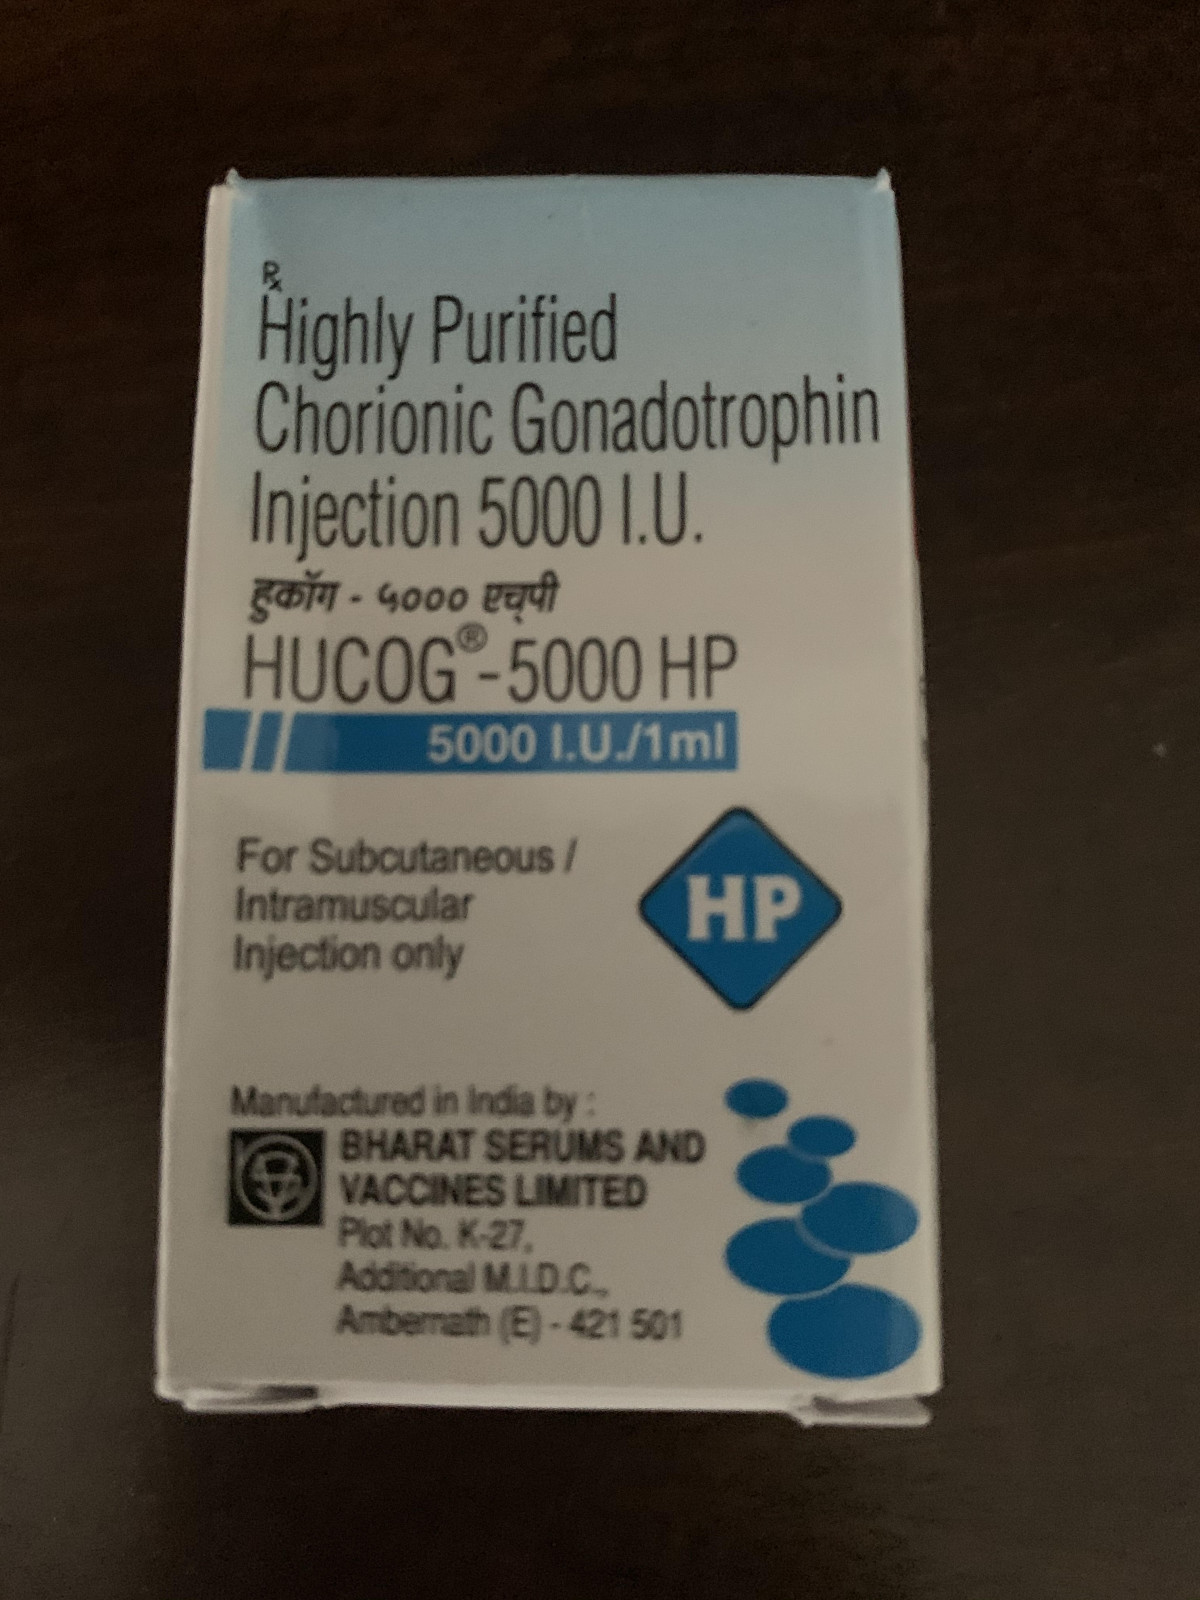 ℞
Highly Purified
Chorionic Gonadotrophin
Injection 5000 I.U.
हुकॉग - ५००० एच्पी
HUCOG®-5000 HP
5000 I.U./1ml
For Subcutaneous /
Intramuscular
Injection only
HP
Manufactured in India by :
BHARAT SERUMS AND
VACCINES LIMITED
Plot No. K-27,
Additional M.I.D.C.,
Ambernath (E) - 421 501